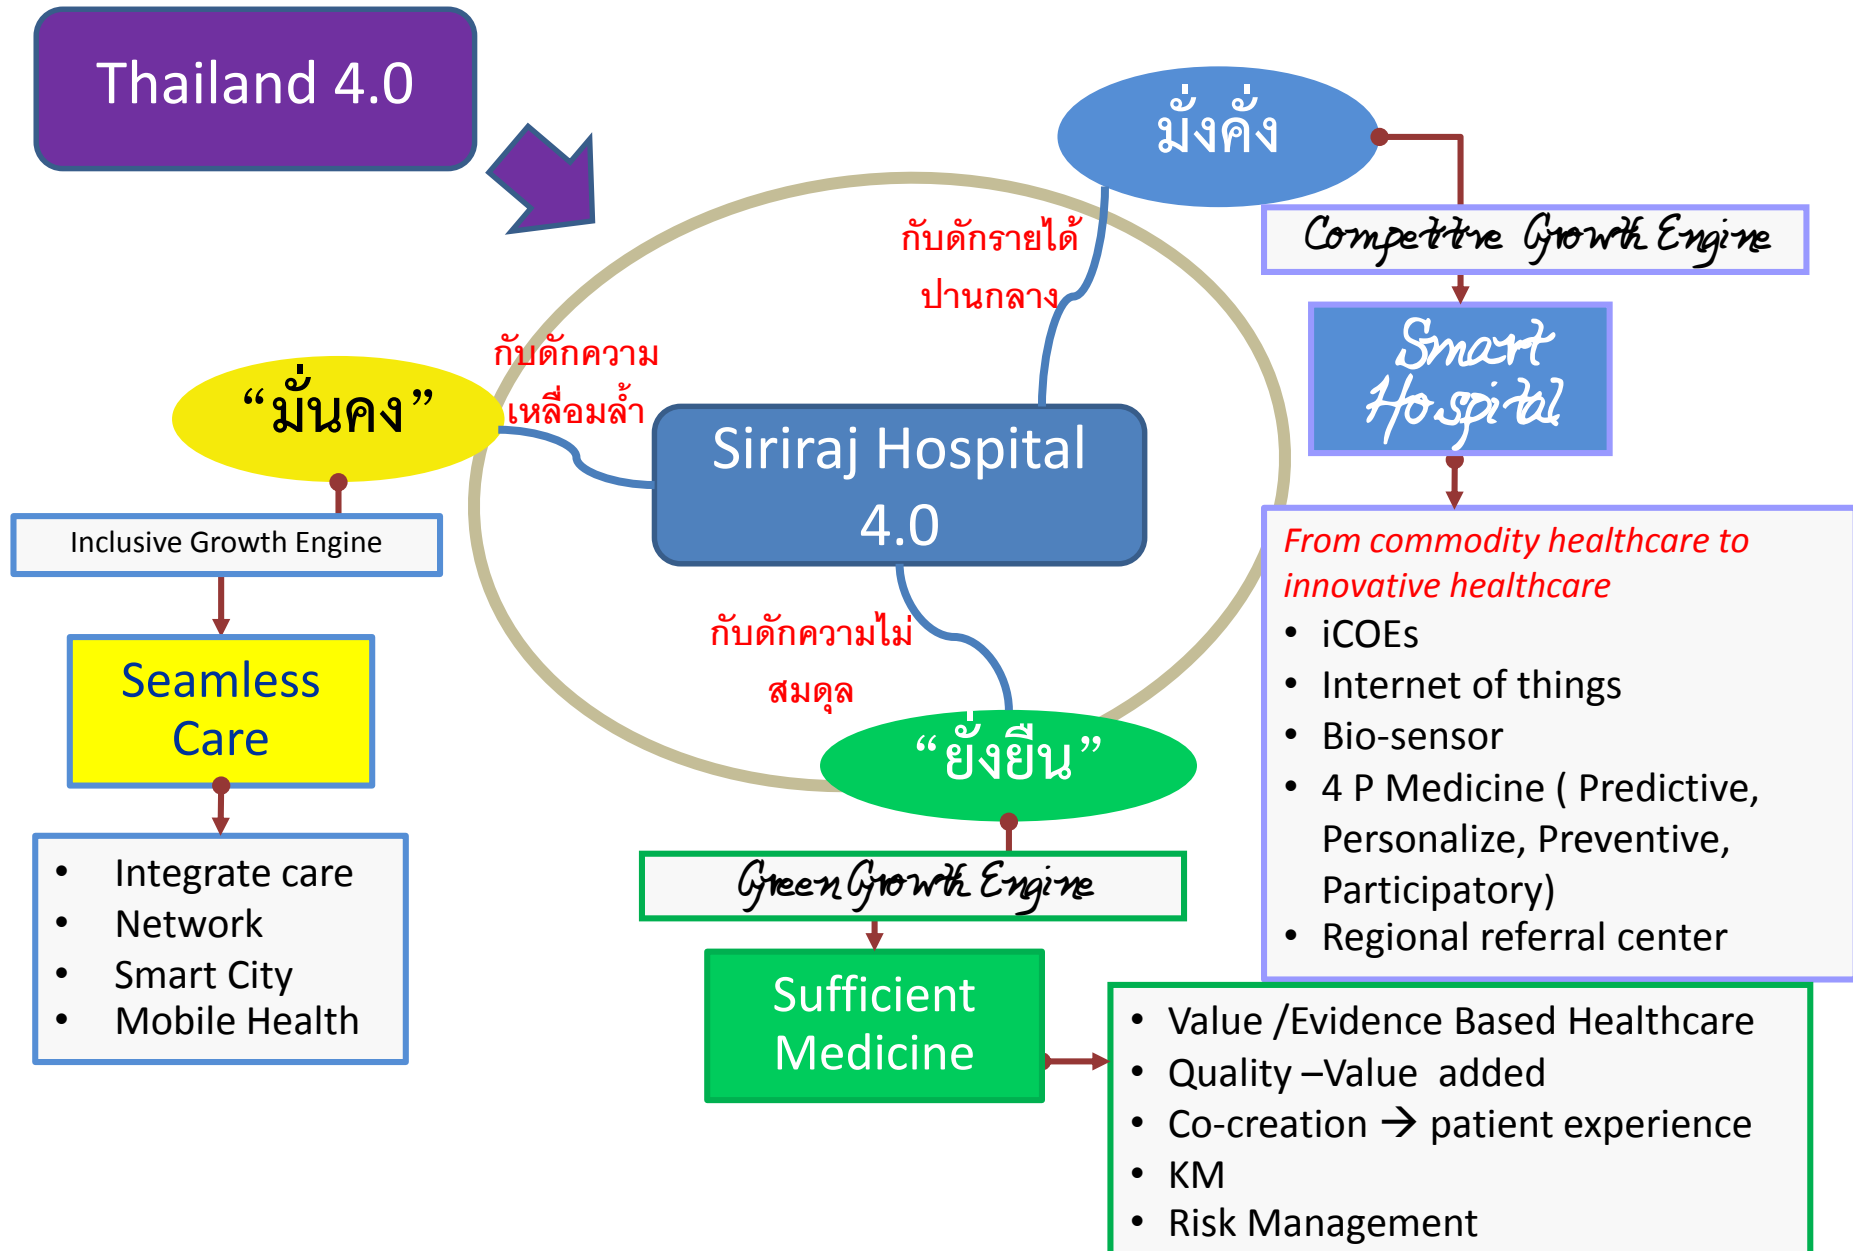 Thailand 4.0
มั่งคั่ง
กับดักรายได้
ปานกลาง
Competitive Growth Engine
Smart
Hospital
From commodity healthcare to
innovative healthcare
• iCOEs
• Internet of things
• Bio-sensor
• 4 P Medicine ( Predictive,
Personalize, Preventive,
Participatory)
• Regional referral center
กับดักความ
เหลื่อมล้ำ
“มั่นคง”
Siriraj Hospital
4.0
Inclusive Growth Engine
Seamless
Care
• Integrate care
• Network
• Smart City
• Mobile Health
กับดักความไม่
สมดุล
“ยั่งยืน”
Green Growth Engine
Sufficient
Medicine
• Value /Evidence Based Healthcare
• Quality –Value added
• Co-creation → patient experience
• KM
• Risk Management